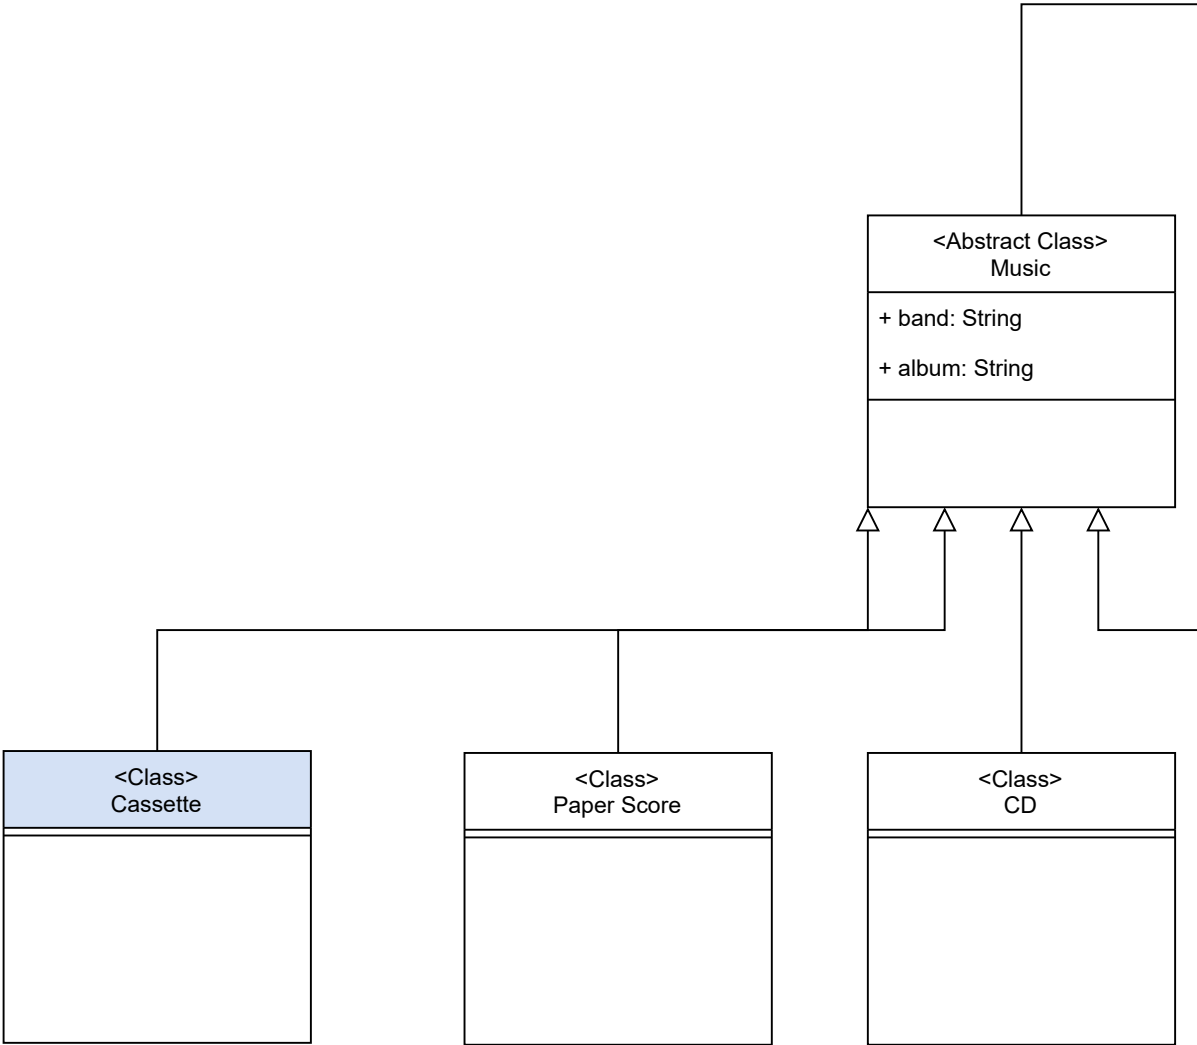 <Abstract Class>
Music
+ band: String
+ album: String
<Class>
Cassette
<Class>
Paper Score
<Class>
CD